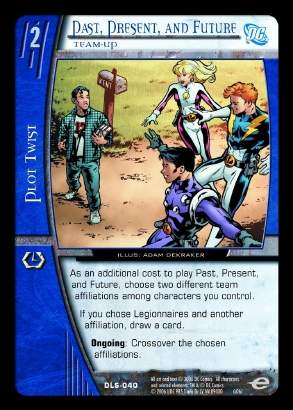 2
Past, Present, and Future
Team-Up
DC
Plot Twist
KENT
ILLUS: ADAM DEKRAKER
As an additional cost to play Past, Present,
and Future, choose two different team
affiliations among characters you control.
If you chose Legionnaires and another
affiliation, draw a card.
Ongoing: Crossover the chosen
affiliations.
DLS-040